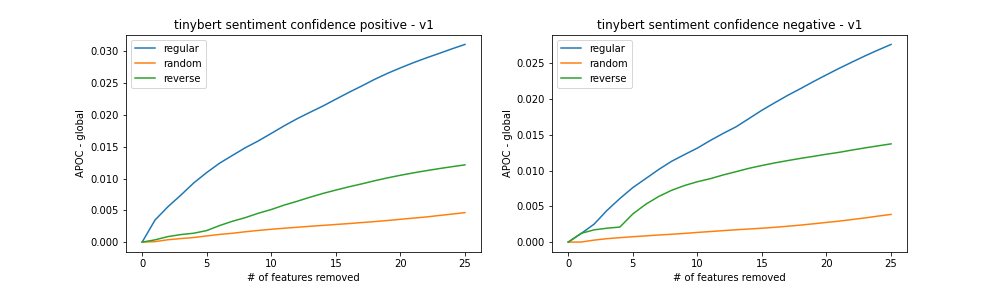 tinybert sentiment confidence positive - v1
APOC - global
0.030
0.025
0.020
0.015
0.010
0.005
0.000
regular
random
reverse
0 5 10 15 20 25
# of features removed
tinybert sentiment confidence negative - v1
APOC - global
0.025
0.020
0.015
0.010
0.005
0.000
regular
random
reverse
0 5 10 15 20 25
# of features removed